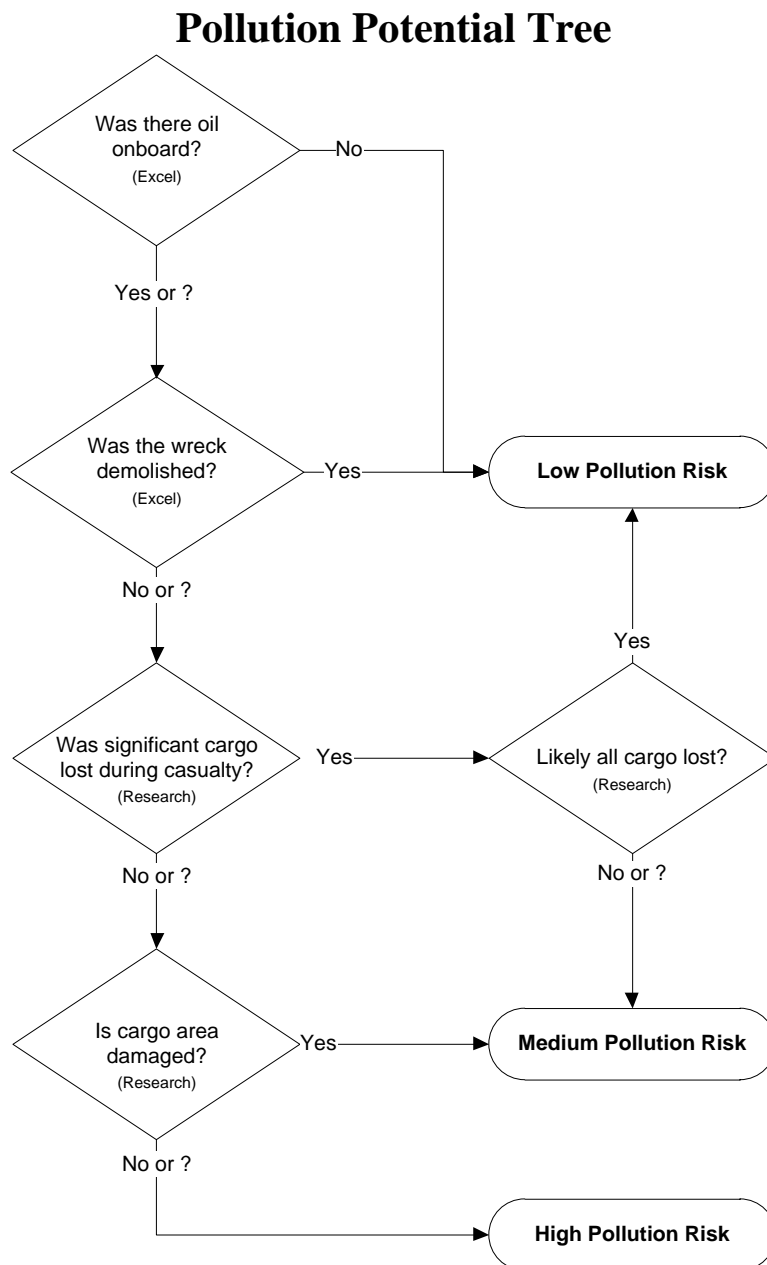 Pollution Potential Tree
Was there oil
onboard?
(Excel)
No
Yes or ?
Was the wreck
demolished?
(Excel)
Yes
Low Pollution Risk
No or ?
Yes
Was significant cargo
lost during casualty?
(Research)
Yes
Likely all cargo lost?
(Research)
No or ?
No or ?
Is cargo area
damaged?
(Research)
Yes
Medium Pollution Risk
No or ?
High Pollution Risk